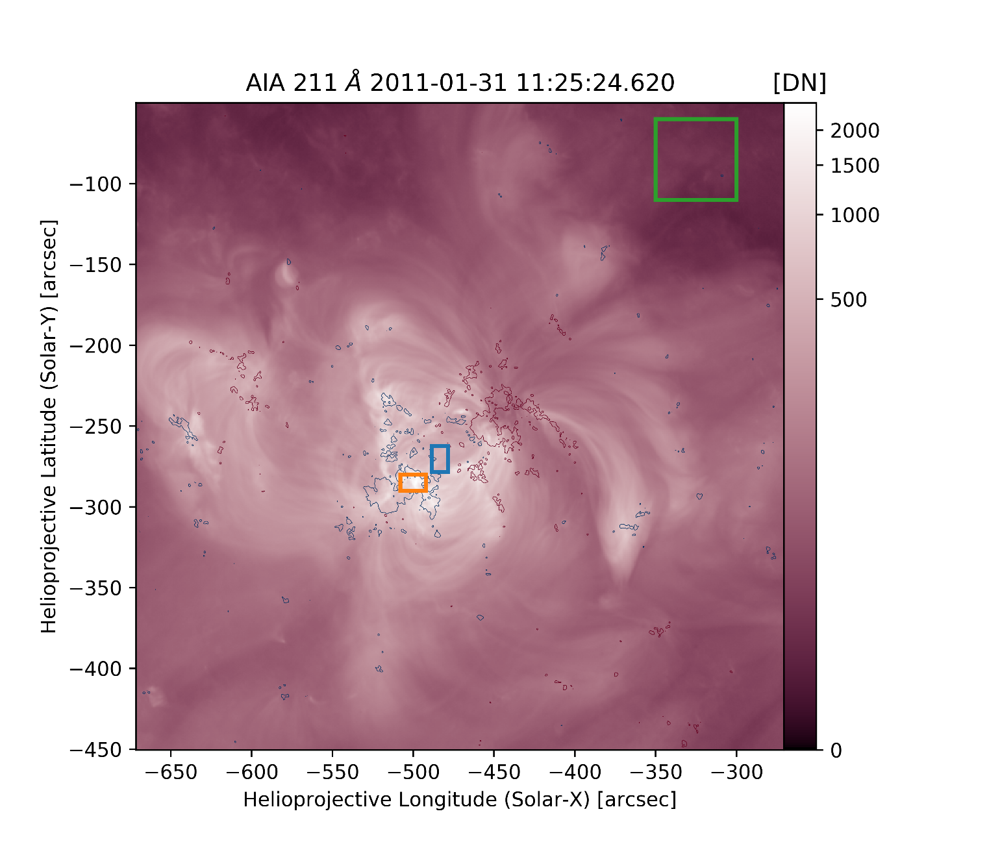 AIA 211 Å 2011-01-31 11:25:24.620
[DN]
2000
1500
1000
500
0
−100
−150
−200
−250
−300
−350
−400
−450
Helioprojective Latitude (Solar-Y) [arcsec]
−650 −600 −550 −500 −450 −400 −350 −300
Helioprojective Longitude (Solar-X) [arcsec]